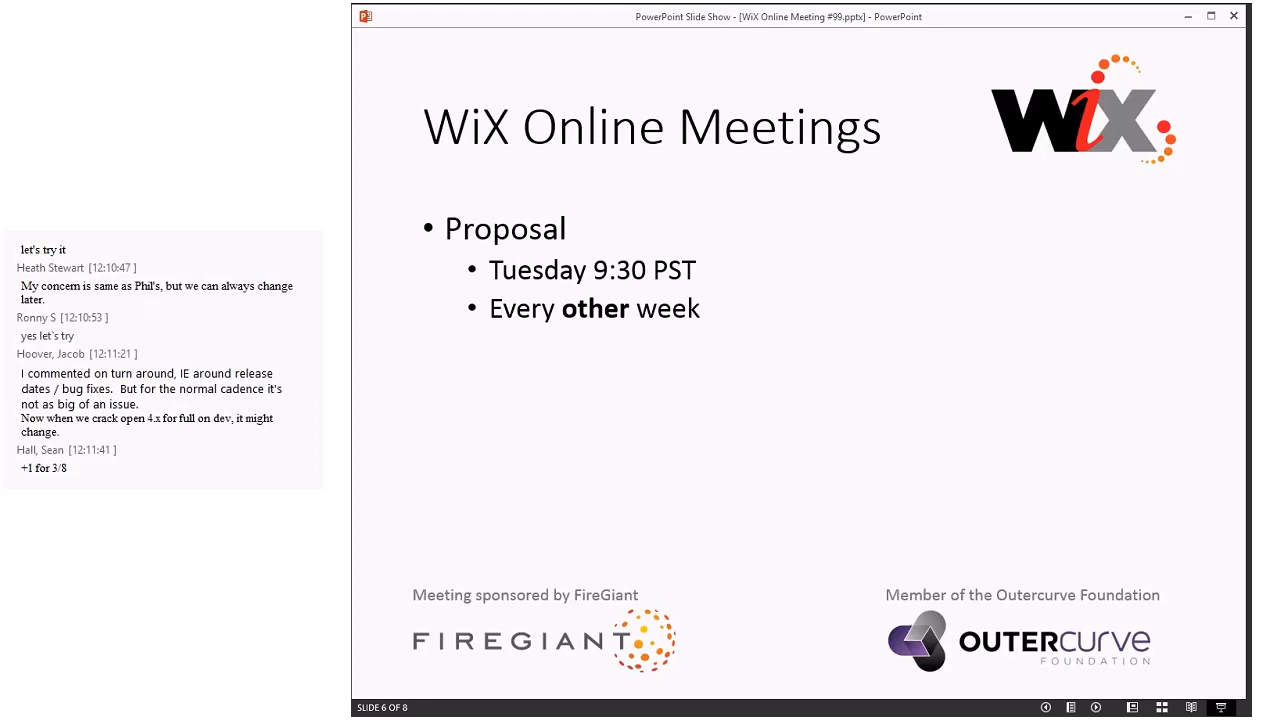 let's try it
Heath Stewart [12:10:47 ]
My concern is same as Phil's, but we can always change
later.
Ronny S [12:10:53 ]
yes let`s try
Hoover, Jacob [12:11:21 ]
I commented on turn around, IE around release
dates / bug fixes.  But for the normal cadence it's
not as big of an issue.
Now when we crack open 4.x for full on dev, it might
change.
Hall, Sean [12:11:41 ]
+1 for 3/8
PowerPoint Slide Show - [WiX Online Meeting #99.pptx] - PowerPoint
WiX
WiX Online Meetings
• Proposal
• Tuesday 9:30 PST
• Every other week
Meeting sponsored by FireGiant
FIREGIANT
Member of the Outercurve Foundation
OUTERCURVE
FOUNDATION
SLIDE 6 OF 8